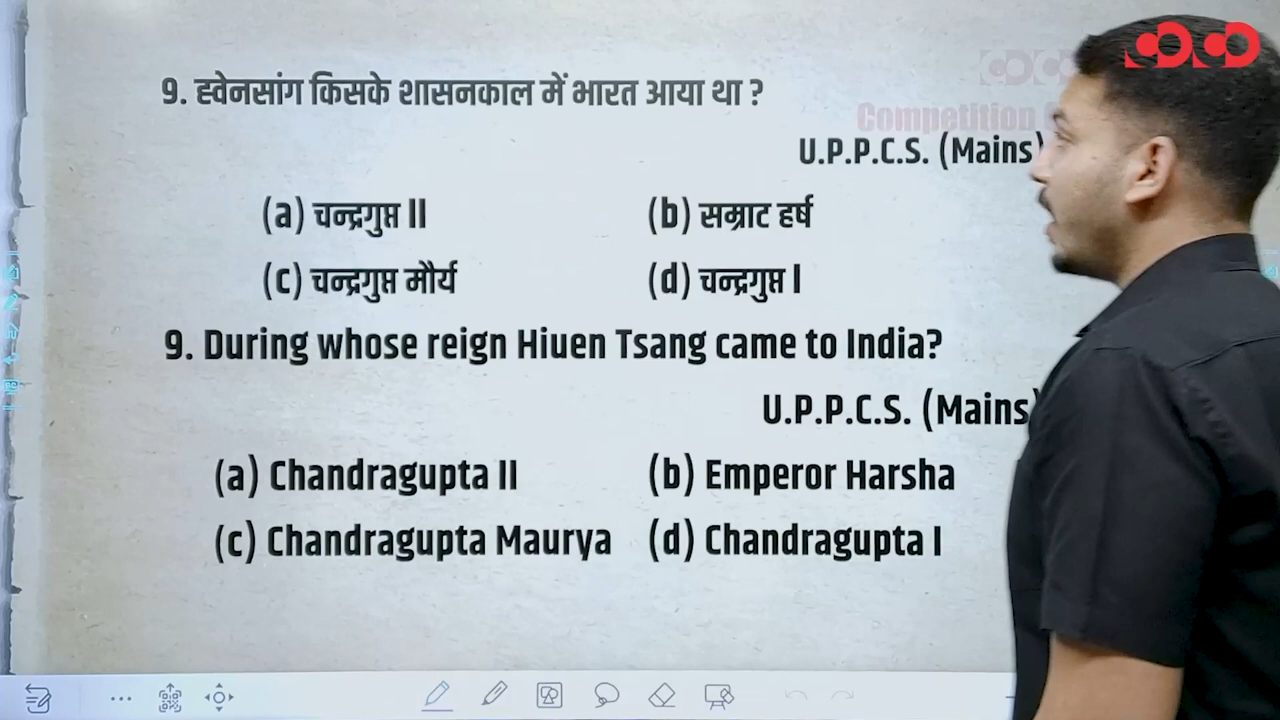 9. ह्वेनसांग किसके शासनकाल में भारत आया था ?
Competition
U.P.P.C.S. (Mains)
(a) चन्द्रगुप्त II (b) सम्राट हर्ष
(c) चन्द्रगुप्त मौर्य (d) चन्द्रगुप्त I
9. During whose reign Hiuen Tsang came to India?
U.P.P.C.S. (Mains)
(a) Chandragupta II (b) Emperor Harsha
(c) Chandragupta Maurya (d) Chandragupta I